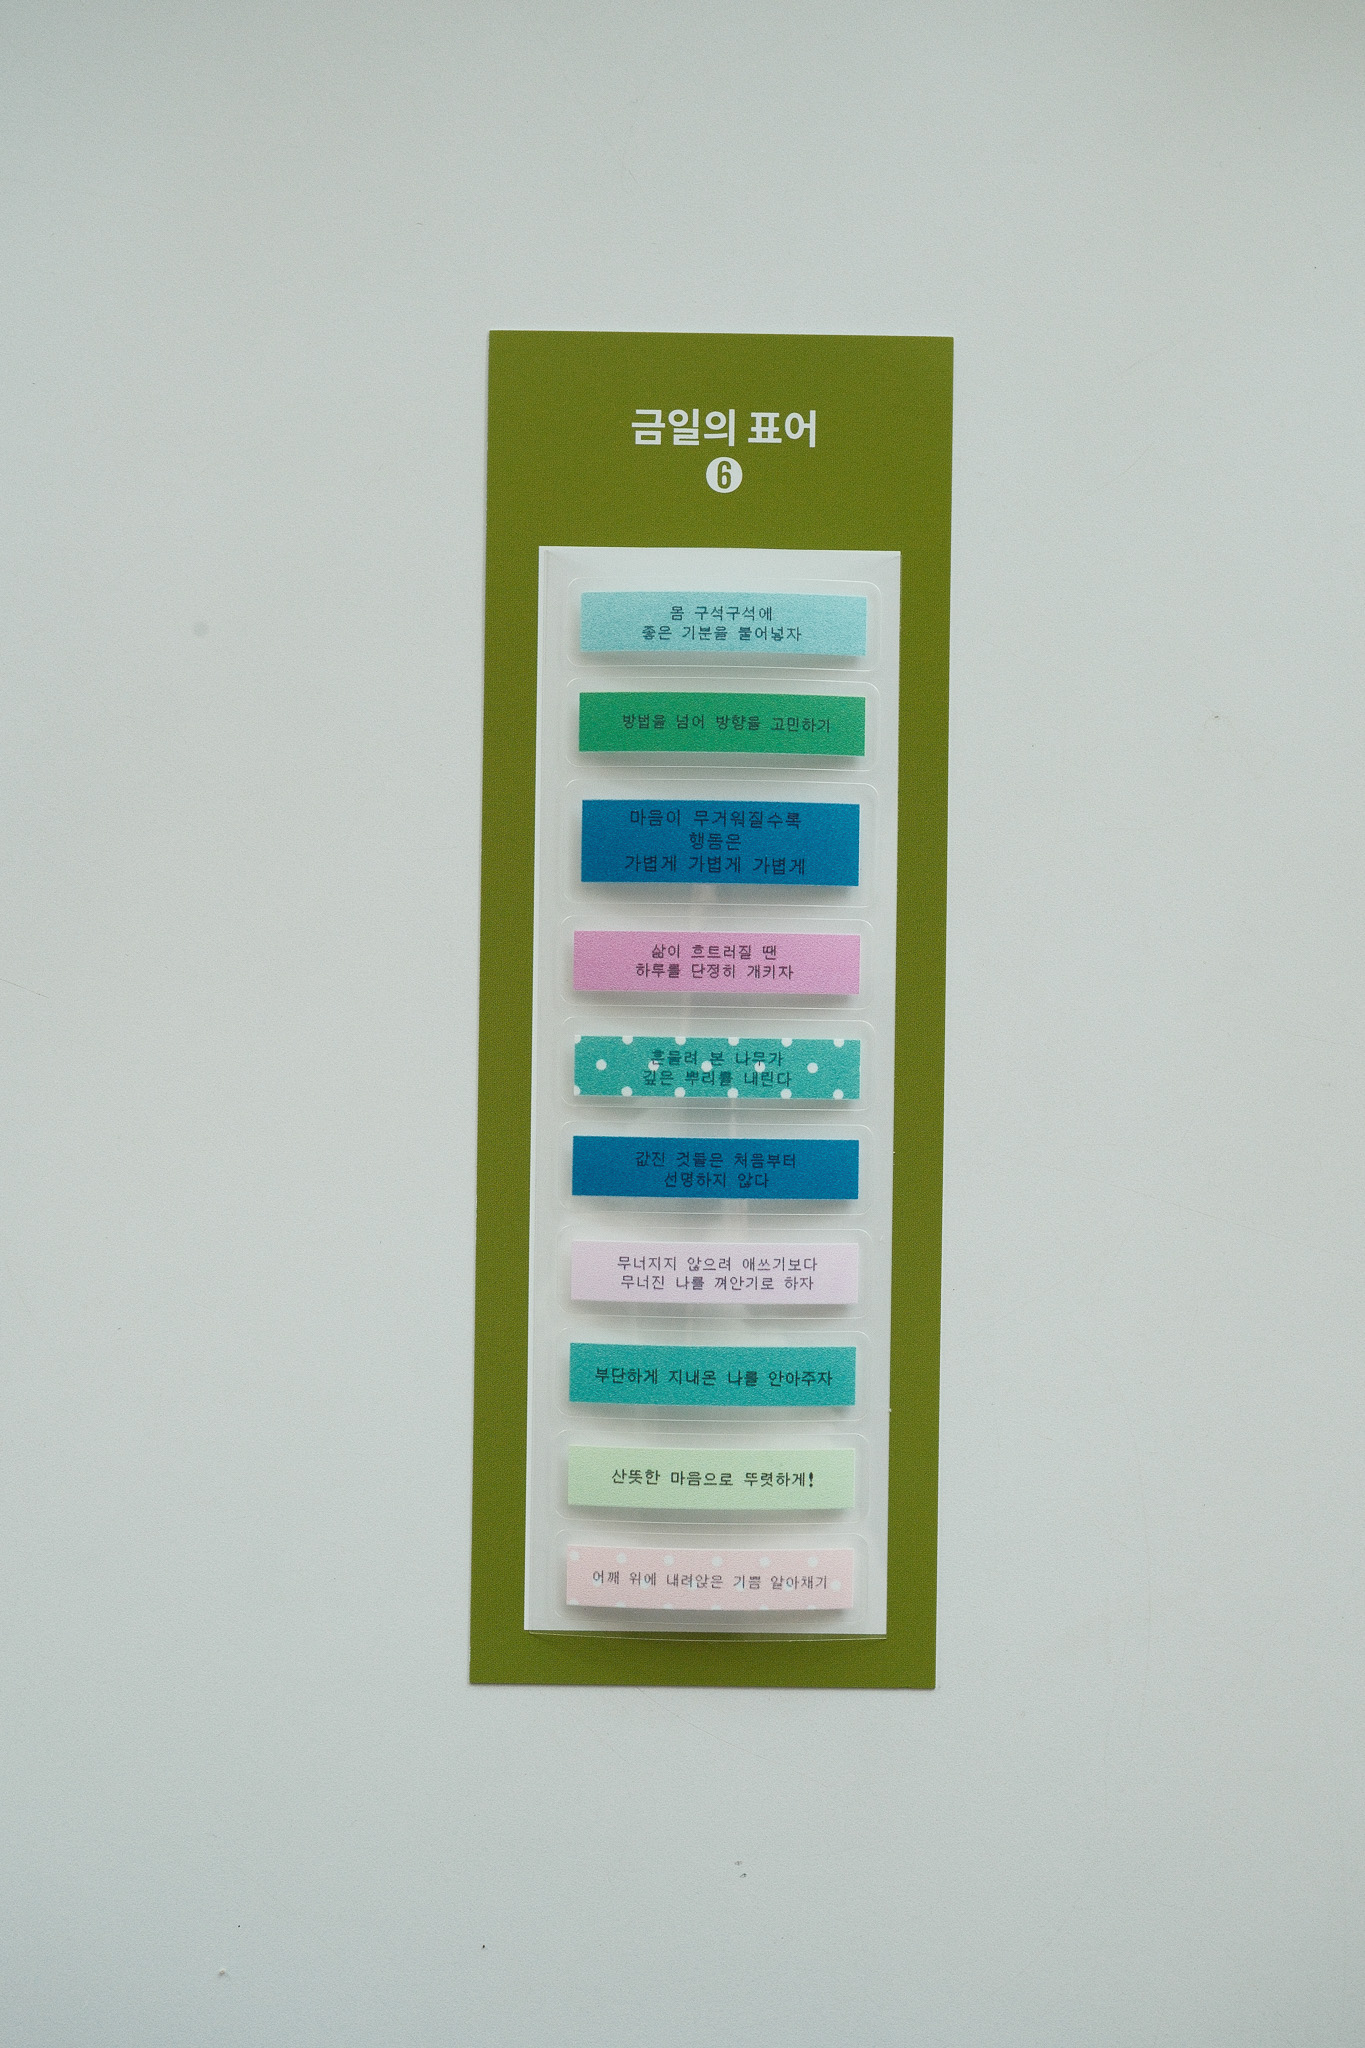 금일의 표어
6
몸 구석구석에
좋은 기분을 불어넣자
방법을 넘어 방향을 고민하기
마음이 무거워질수록
행동은
가볍게 가볍게 가볍게
삶이 흐트러질 땐
하루를 단정히 개키자
흔들려 본 나무가
깊은 뿌리를 내린다
값진 것들은 처음부터
선명하지 않다
무너지지 않으려 애쓰기보다
무너진 나를 껴안기로 하자
부단하게 지내온 나를 안아주자
산뜻한 마음으로 뚜렷하게!
어깨 위에 내려앉은 기쁨 알아채기